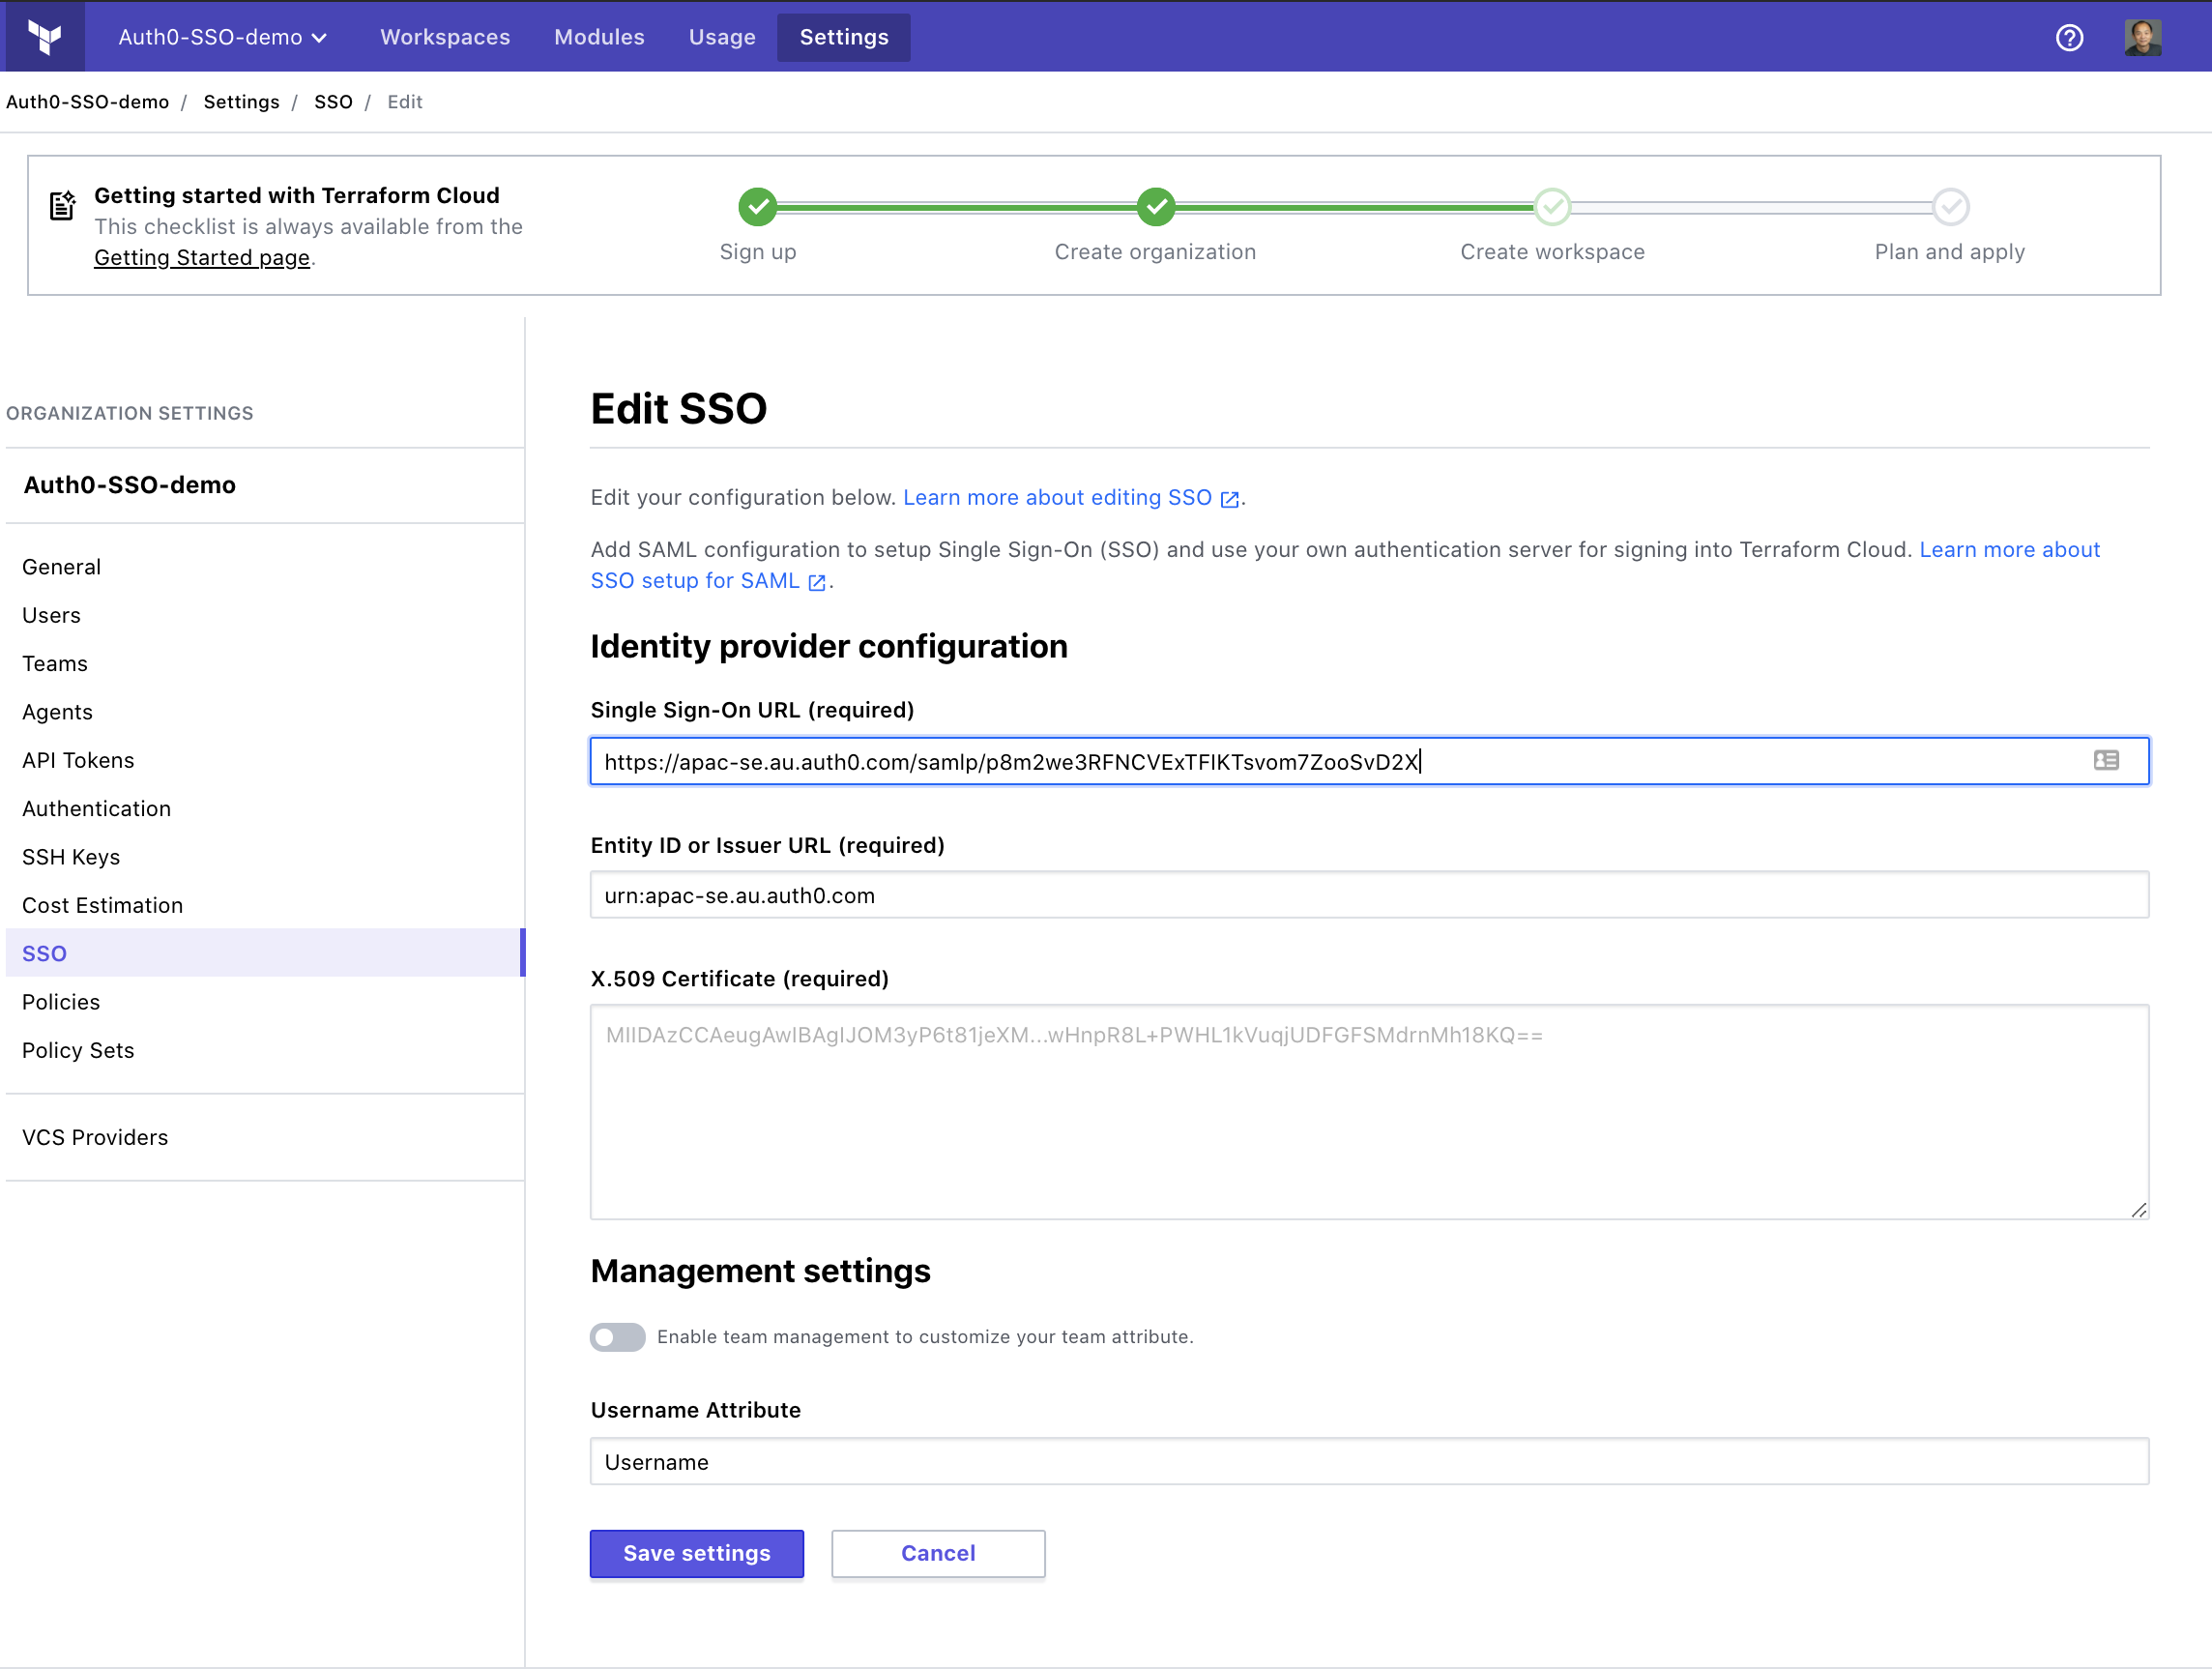 Auth0-SSO-demo Workspaces Modules Usage Settings
Auth0-SSO-demo / Settings / SSO / Edit
Getting started with Terraform Cloud
This checklist is always available from the
Getting Started page.
Sign up Create organization Create workspace Plan and apply
ORGANIZATION SETTINGS
Auth0-SSO-demo
General
Users
Teams
Agents
API Tokens
Authentication
SSH Keys
Cost Estimation
SSO
Policies
Policy Sets
VCS Providers
Edit SSO
Edit your configuration below. Learn more about editing SSO.
Add SAML configuration to setup Single Sign-On (SSO) and use your own authentication server for signing into Terraform Cloud. Learn more about
SSO setup for SAML.
Identity provider configuration
Single Sign-On URL (required)
https://apac-se.au.auth0.com/samlp/p8m2we3RFNCVExTFIKTsvom7ZooSvD2X
Entity ID or Issuer URL (required)
urn:apac-se.au.auth0.com
X.509 Certificate (required)
MIIDAzCCAeugAwIBAgIJOM3yP6t81jeXM...wHnpR8L+PWHL1kVuqjUDFGFSMdrnMh18KQ==
Management settings
Enable team management to customize your team attribute.
Username Attribute
Username
Save settings Cancel